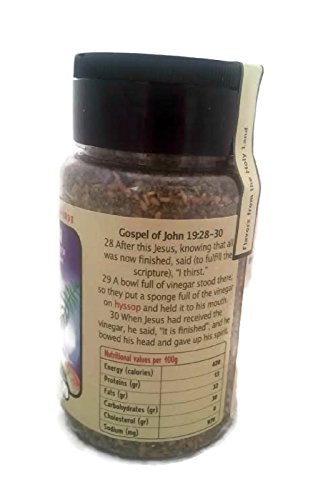 Gospel of John 19:28-30
28 After this Jesus, knowing that all
was now finished, said (to fulfill the
scripture), "I thirst."
29 A bowl full of vinegar stood there;
so they put a sponge full of the vinegar
on hyssop and held it to his mouth.
30 When Jesus had received the
vinegar, he said, "It is finished"; and he
bowed his head and gave up his spirit.
Nutritional values per 100g
Energy (calories) 620
Proteins (gr)
Fats (gr)
Carbohydrates (gr) 30
Cholesterol (gr) 0
Sodium (mg) 970
Flavors from the Holy Land